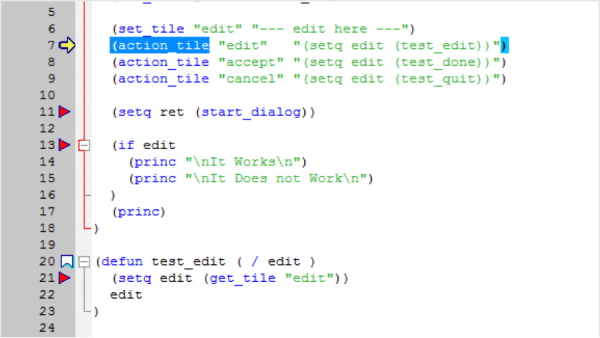 5
6 (set_tile "edit" "--- edit here ---")
7 (action_tile "edit" "(setq edit (test_edit))")
8 (action_tile "accept" "(setq edit (test_done))")
9 (action_tile "cancel" "(setq edit (test_quit))")
10
11 (setq ret (start_dialog))
12
13 (if edit
14 (princ "\nIt Works\n")
15 (princ "\nIt Does not Work\n")
16 )
17 (princ)
18 )
19
20 (defun test_edit ( / edit )
21 (setq edit (get_tile "edit"))
22 edit
23 )
24